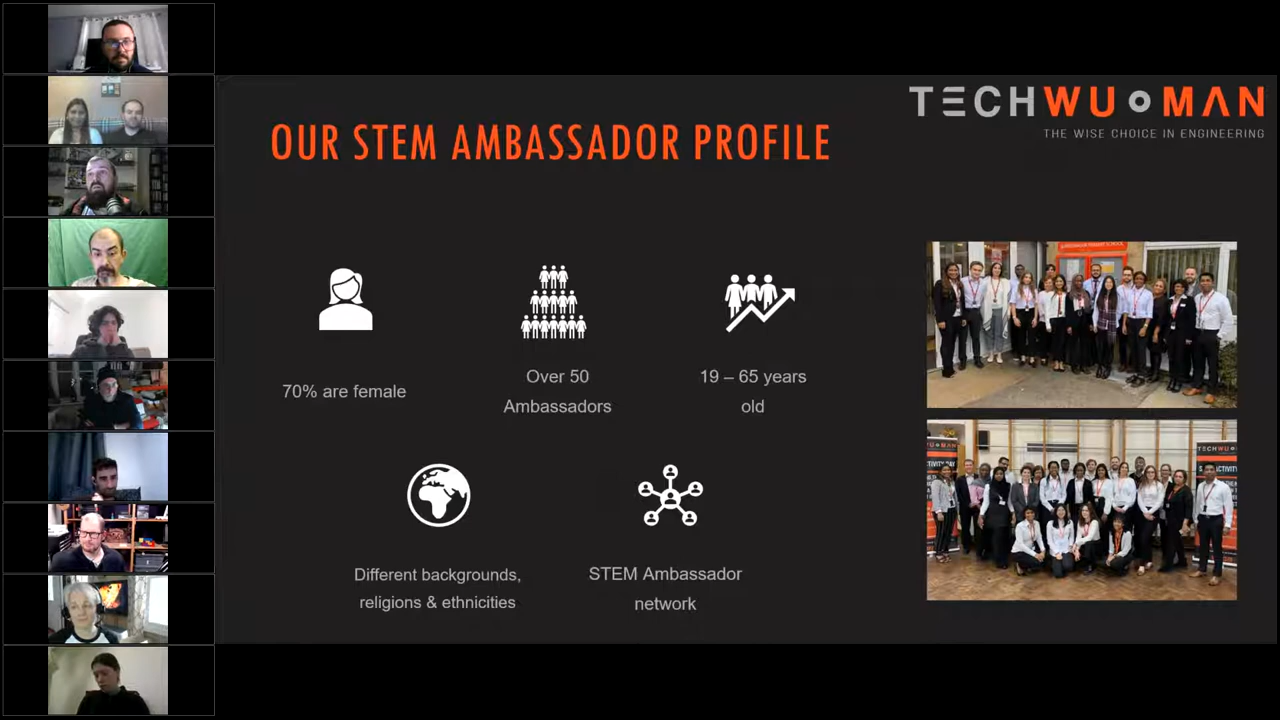 TECHWUMAN
THE WISE CHOICE IN ENGINEERING
OUR STEM AMBASSADOR PROFILE
70% are female
Over 50
Ambassadors
19 – 65 years
old
Different backgrounds,
religions & ethnicities
STEM Ambassador
network
TECHWUMAN